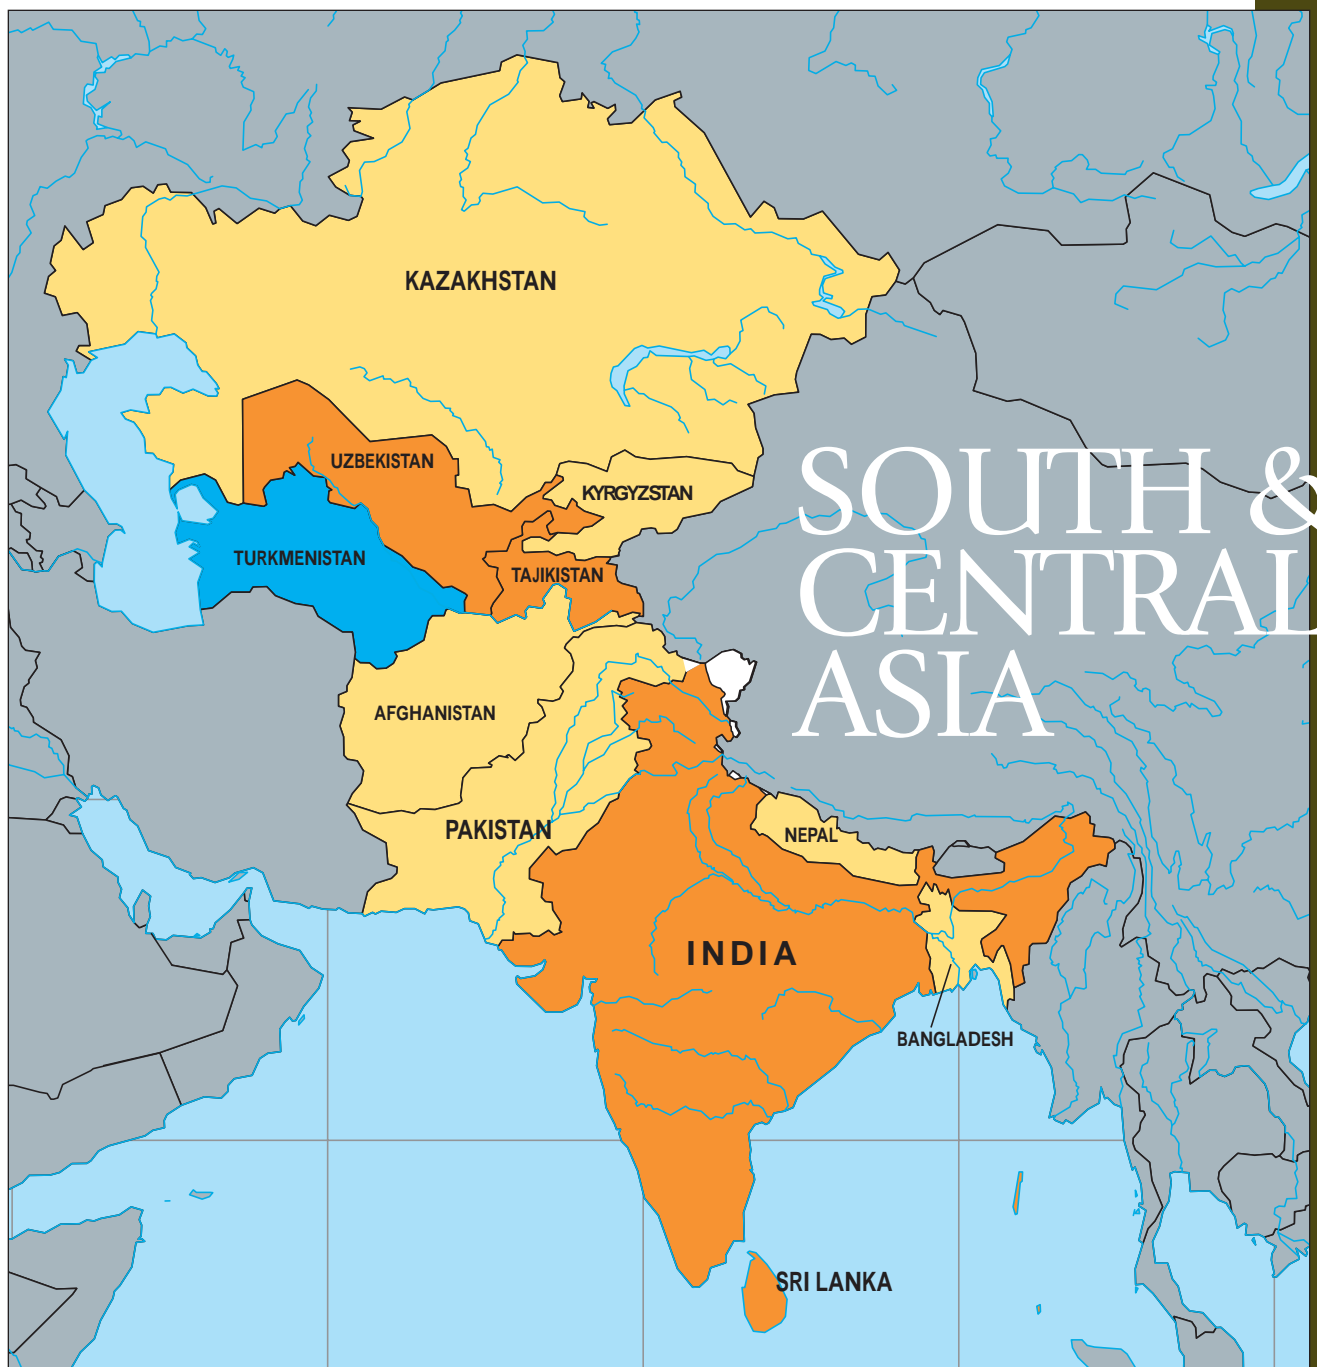 KAZAKHSTAN
SOUTH &
UZBEKISTAN
KYRGYZSTAN
CENTRAL
TURKMENISTAN
TAJIKISTAN
ASIA
AFGHANISTAN
PAKISTAN
NEPAL
INDIA
BANGLADESH
SRI LANKA